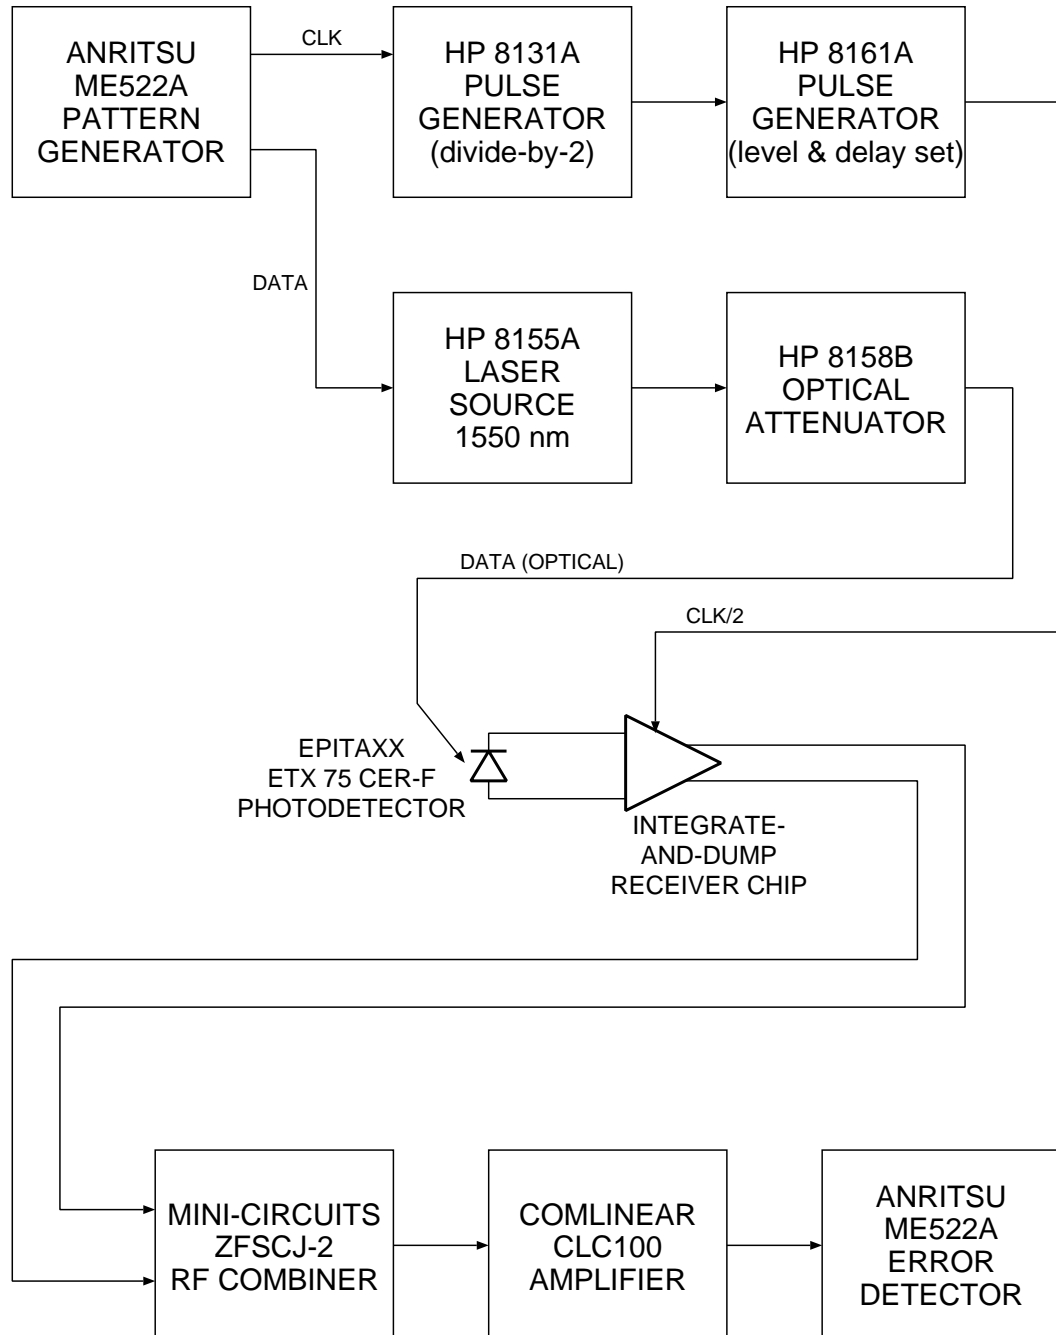 ANRITSU
ME522A
PATTERN
GENERATOR
CLK
HP 8131A
PULSE
GENERATOR
(divide-by-2)
HP 8161A
PULSE
GENERATOR
(level & delay set)
DATA
HP 8155A
LASER
SOURCE
1550 nm
HP 8158B
OPTICAL
ATTENUATOR
DATA (OPTICAL)
CLK/2
EPITAXX
ETX 75 CER-F
PHOTODETECTOR
INTEGRATE-
AND-DUMP
RECEIVER CHIP
MINI-CIRCUITS
ZFSCJ-2
RF COMBINER
COMLINEAR
CLC100
AMPLIFIER
ANRITSU
ME522A
ERROR
DETECTOR